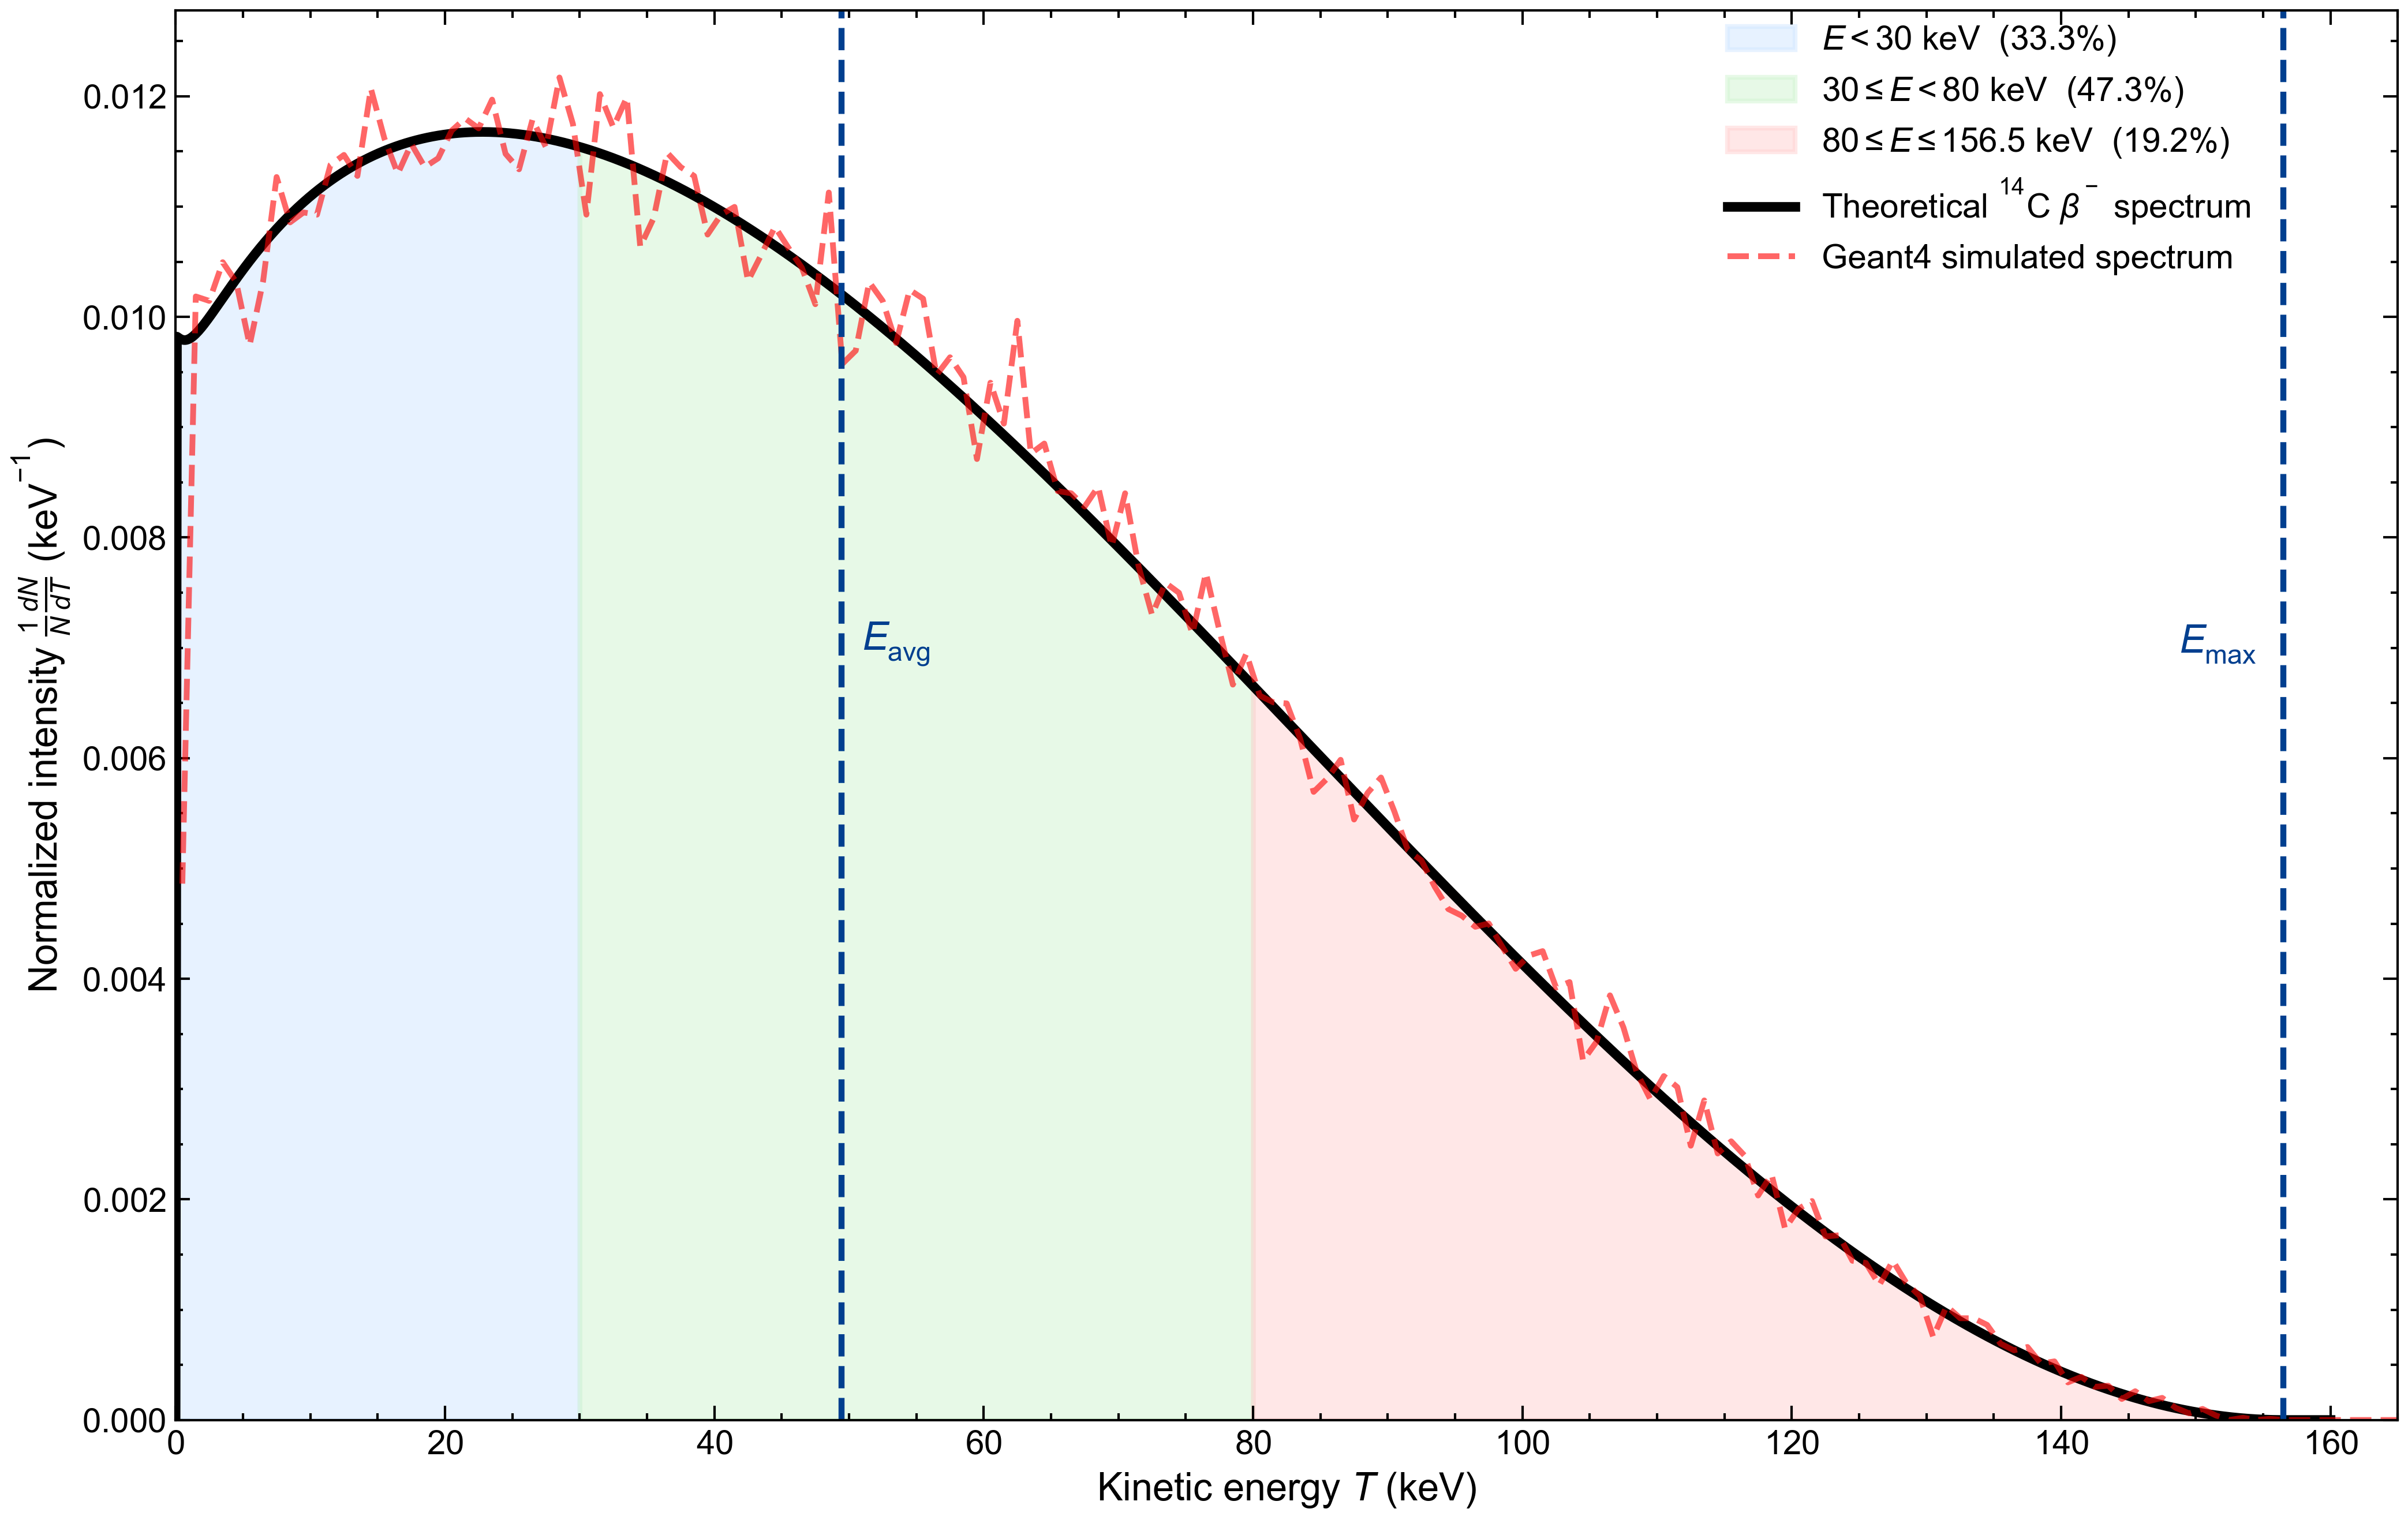 E < 30 keV (33.3%)
30 ≤ E < 80 keV (47.3%)
80 ≤ E ≤ 156.5 keV (19.2%)
Theoretical ¹⁴C β⁻ spectrum
Geant4 simulated spectrum
0.012
0.010
0.008
0.006
0.004
0.002
0.000
Normalized intensity 1/N dN/dT (keV⁻¹)
E_avg
E_max
0 20 40 60 80 100 120 140 160
Kinetic energy T (keV)